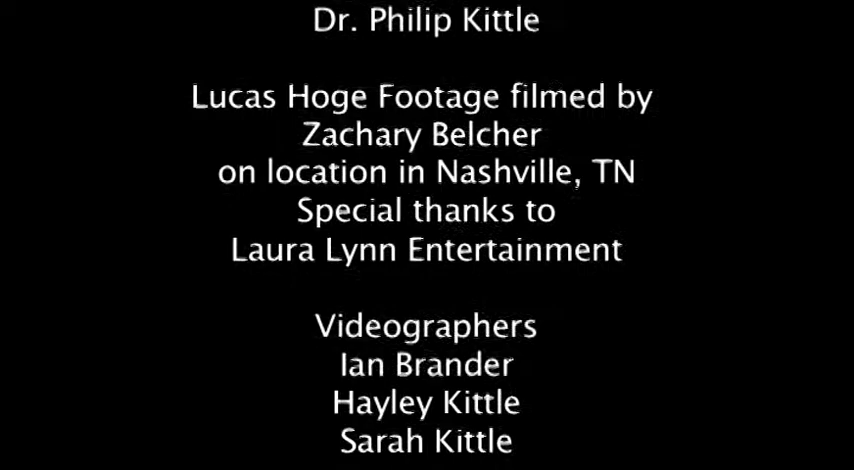 Dr. Philip Kittle
Lucas Hoge Footage filmed by
Zachary Belcher
on location in Nashville, TN
Special thanks to
Laura Lynn Entertainment
Videographers
Ian Brander
Hayley Kittle
Sarah Kittle